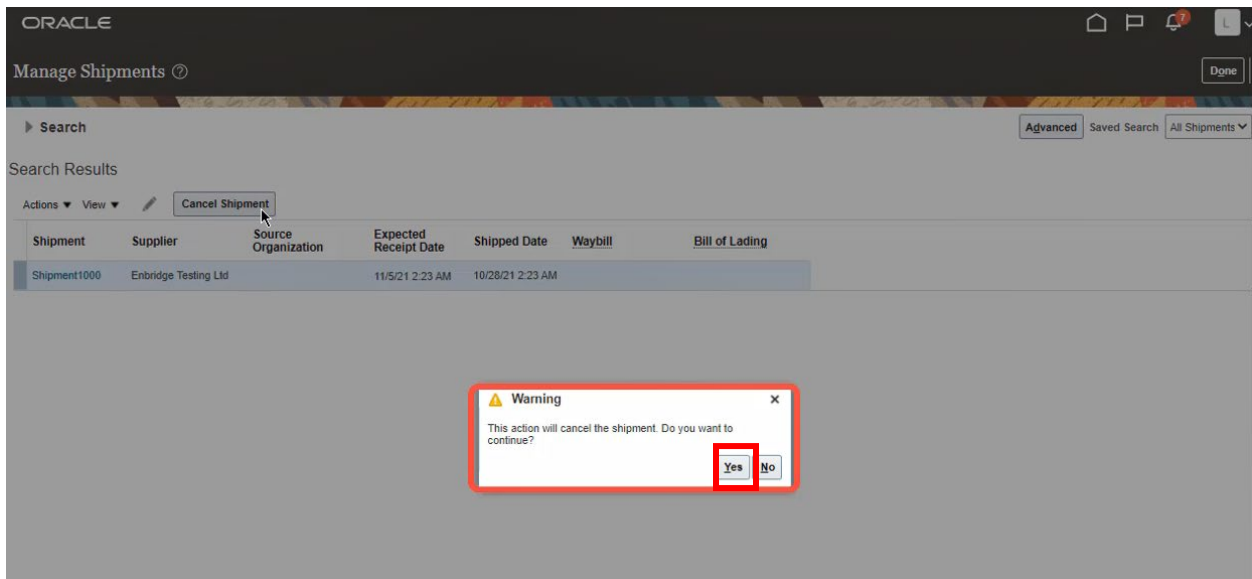 ORACLE
7
L
Manage Shipments ?
Done
Search
Advanced Saved Search All Shipments
Search Results
Actions View Cancel Shipment
Shipment Supplier Source Organization Expected Receipt Date Shipped Date Waybill Bill of Lading
Shipment1000 Enbridge Testing Ltd 11/5/21 2:23 AM 10/28/21 2:23 AM
Warning
This action will cancel the shipment. Do you want to
continue?
Yes No